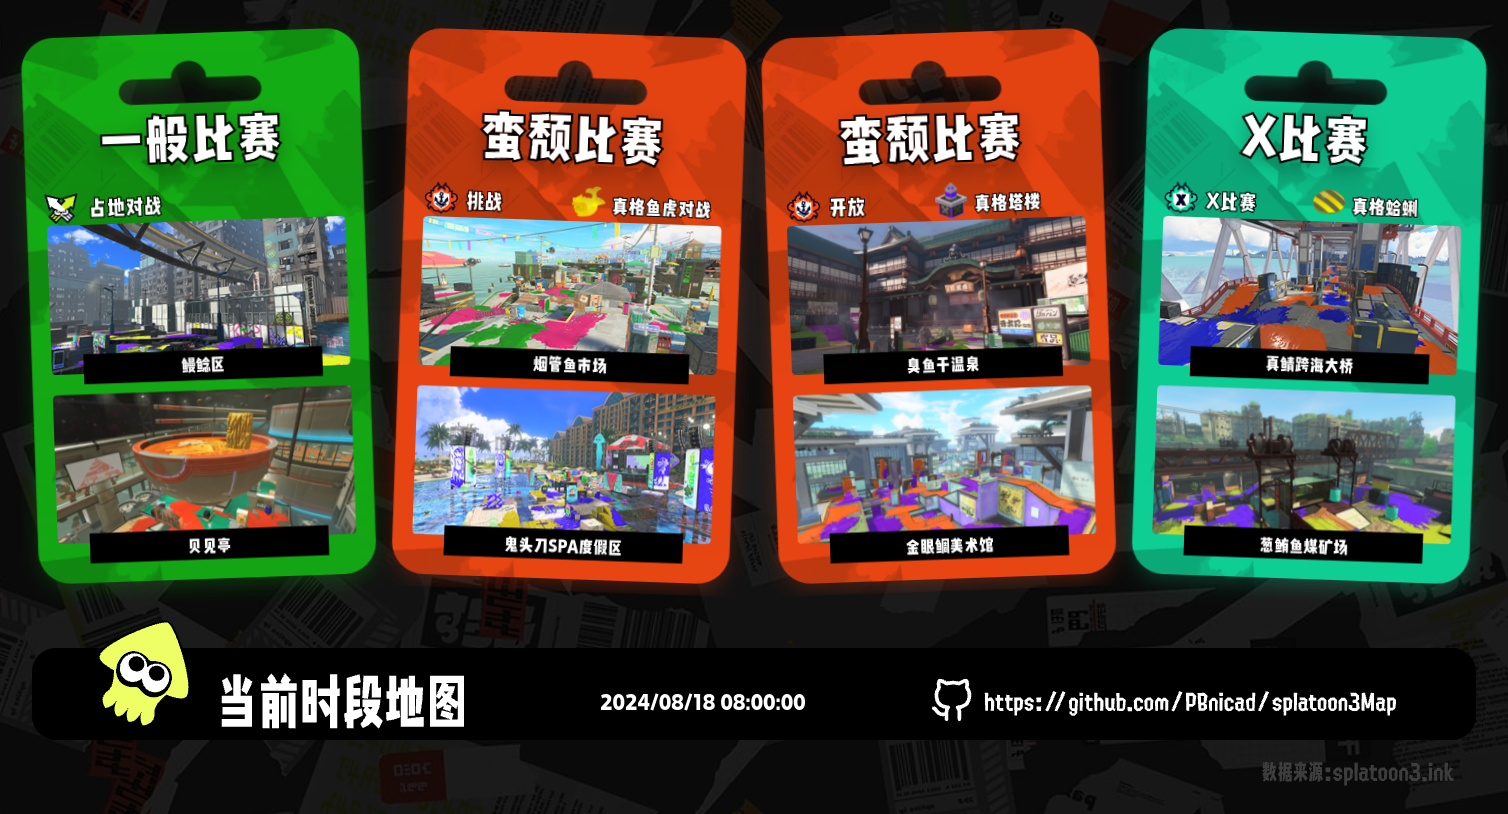 一般比赛
占地对战
鳗鲶区
贝见亭
蛮颓比赛
挑战
真格鱼虎对战
烟管鱼市场
鬼头刀SPA度假区
蛮颓比赛
开放
真格塔楼
臭鱼干温泉
金眼鲷美术馆
X比赛
X比赛
真格蛤蜊
真鲭跨海大桥
葱鲔鱼煤矿场
当前时段地图
2024/08/18 08:00:00
https://github.com/PBnicad/splatoon3Map
数据来源:splatoon3.ink